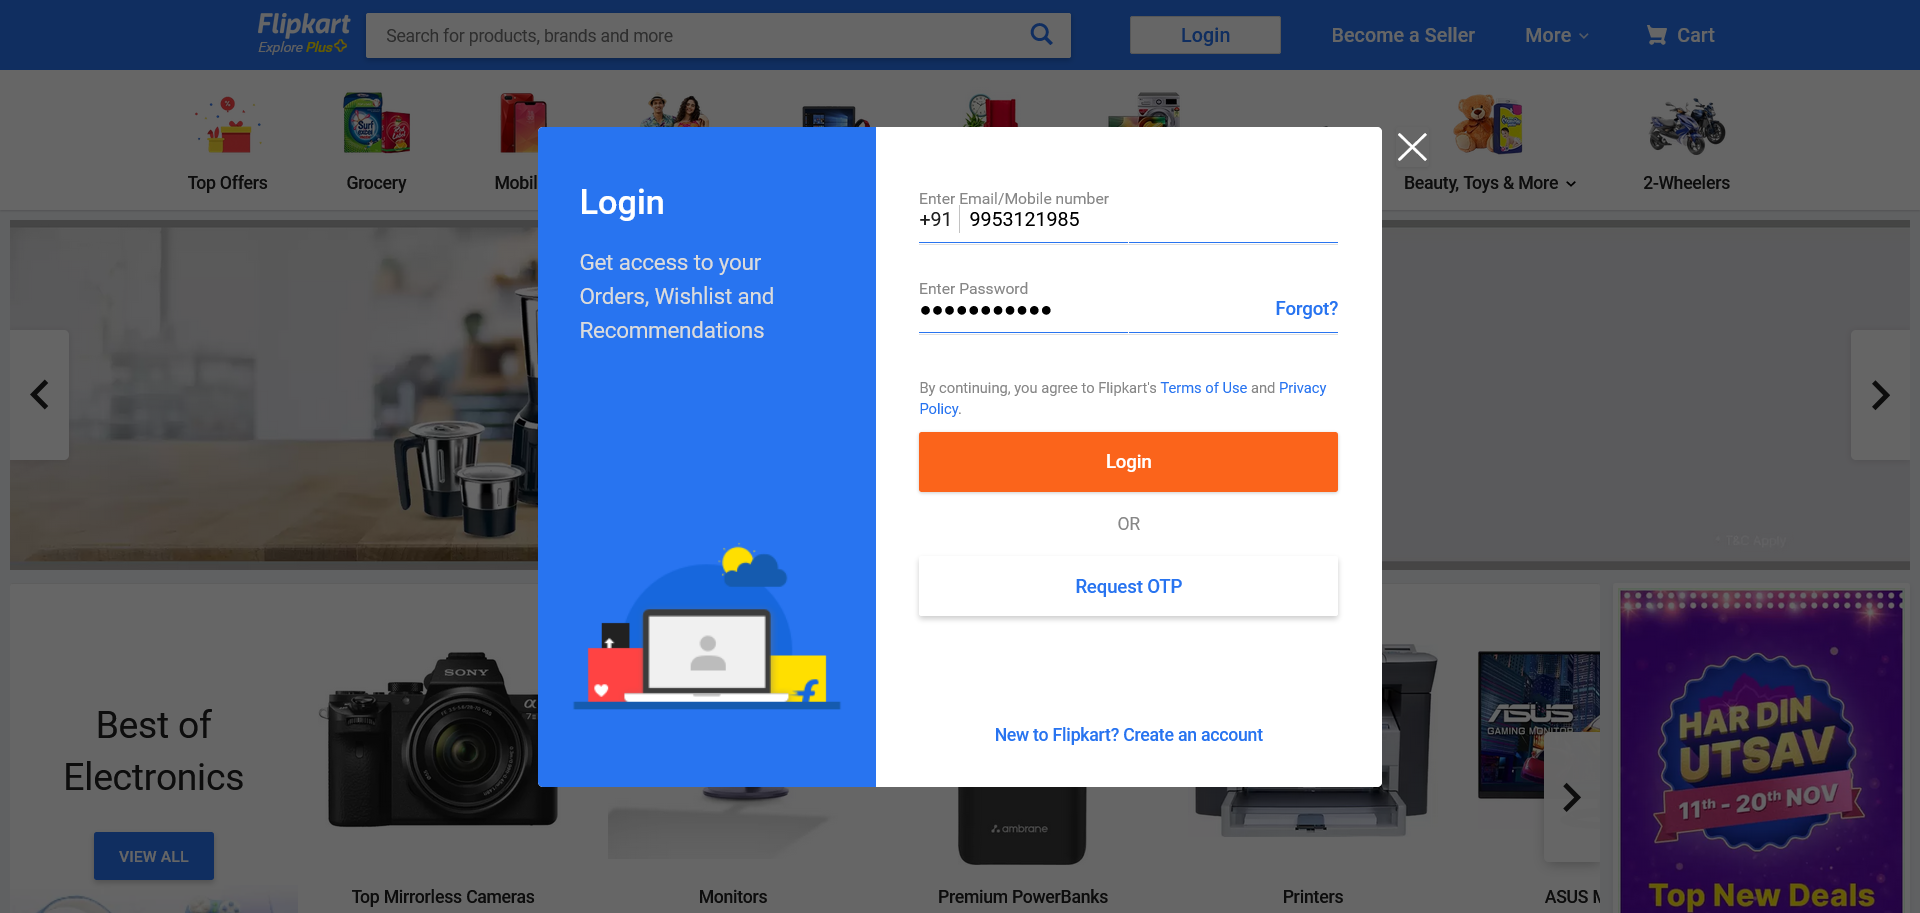 Flipkart
Explore Plus
Search for products, brands and more
Login
Become a Seller
More
Cart
Top Offers
Grocery
Beauty, Toys & More
2-Wheelers
Login
Get access to your
Orders, Wishlist and
Recommendations
Enter Email/Mobile number
+91 9953121985
Enter Password
Forgot?
By continuing, you agree to Flipkart's Terms of Use and Privacy
Policy.
Login
OR
Request OTP
New to Flipkart? Create an account
* T&C Apply
Best of
Electronics
VIEW ALL
SONY
Top Mirrorless Cameras
Monitors
ambrane
Premium PowerBanks
Printers
ASUS
GAMING MONITOR
ASUS
HAR DIN
UTSAV
11th - 20th NOV
Top New Deals